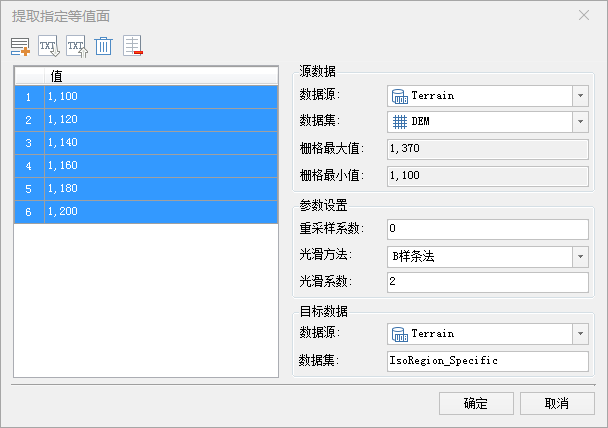 提取指定等值面
TXT TXT
值
1 1,100
2 1,120
3 1,140
4 1,160
5 1,180
6 1,200
源数据
数据源: Terrain
数据集: DEM
栅格最大值: 1,370
栅格最小值: 1,100
参数设置
重采样系数: 0
光滑方法: B样条法
光滑系数: 2
目标数据
数据源: Terrain
数据集: IsoRegion_Specific
确定 取消